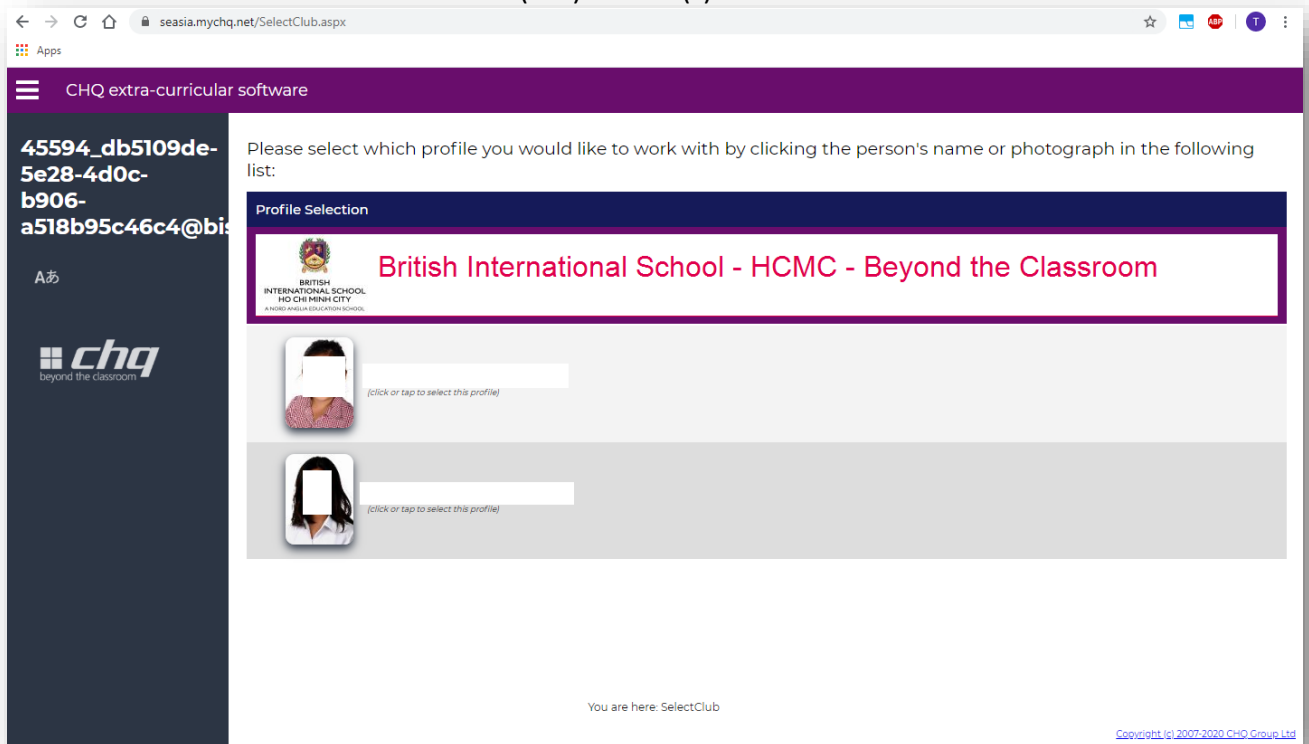 seasia.mychq.net/SelectClub.aspx
ABP
T
Apps
CHQ extra-curricular software
45594_db5109de-
5e28-4d0c-
b906-
a518b95c46c4@bis
Aあ
chq
beyond the classroom
Please select which profile you would like to work with by clicking the person's name or photograph in the following
list:
Profile Selection
BRITISH
INTERNATIONAL SCHOOL
HO CHI MINH CITY
A NORD ANGLIA EDUCATION SCHOOL
British International School - HCMC - Beyond the Classroom
(click or tap to select this profile)
(click or tap to select this profile)
You are here: SelectClub
Copyright (c) 2007-2020 CHQ Group Ltd